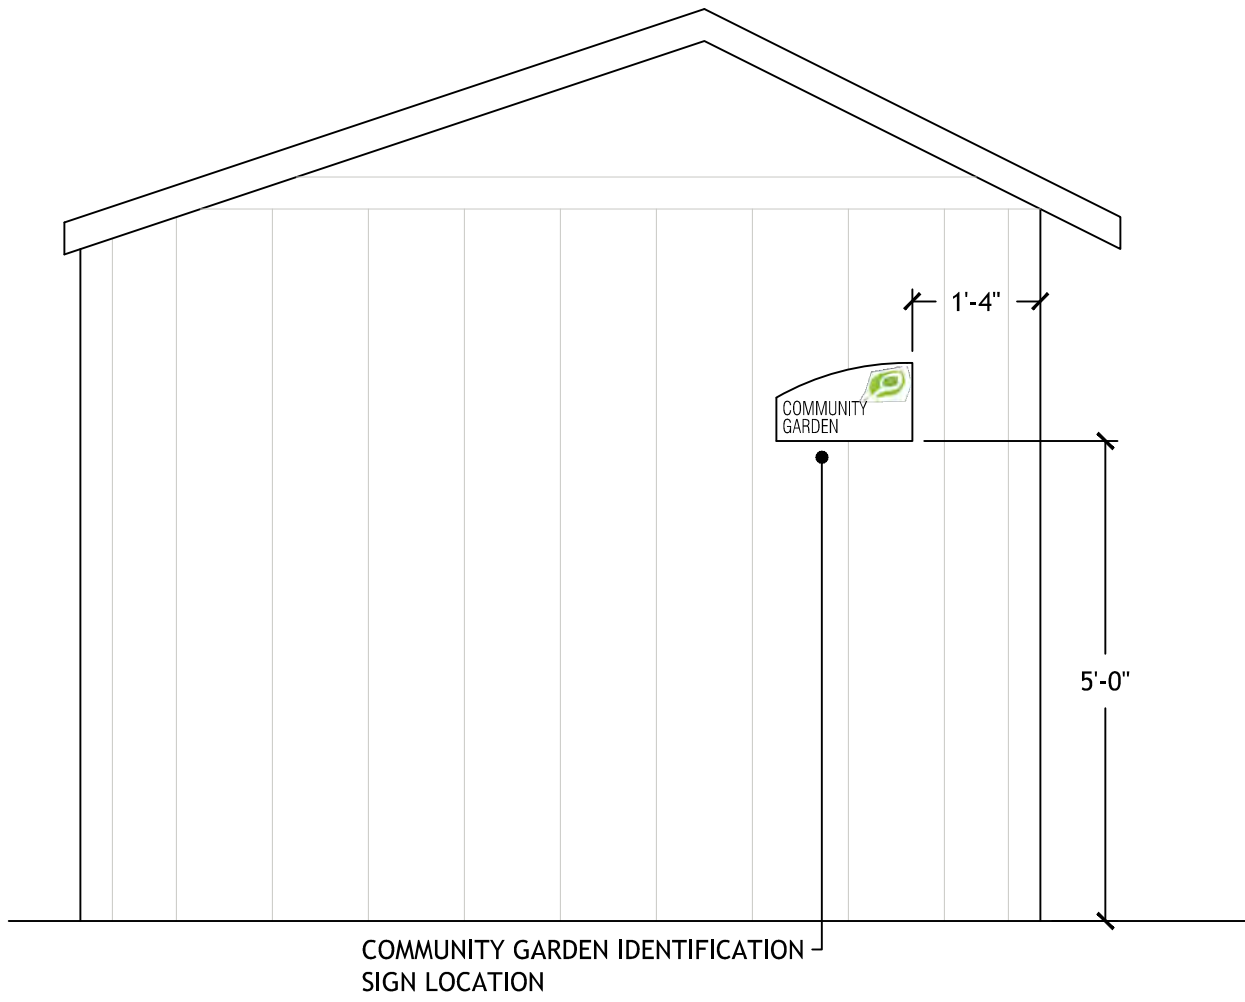 1'-4"
COMMUNITY
GARDEN
5'-0"
COMMUNITY GARDEN IDENTIFICATION
SIGN LOCATION